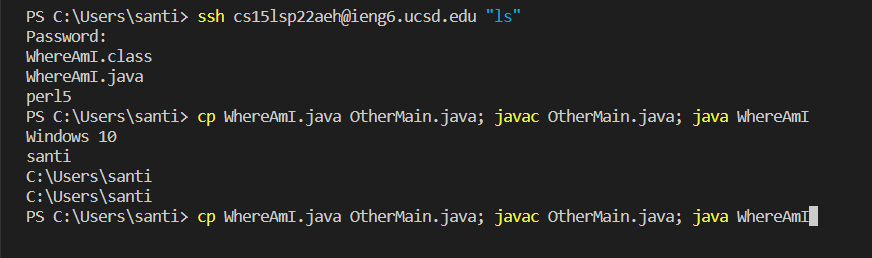 PS C:\Users\santi> ssh cs15lsp22aeh@ieng6.ucsd.edu "ls"
Password:
WhereAmI.class
WhereAmI.java
perl5
PS C:\Users\santi> cp WhereAmI.java OtherMain.java; javac OtherMain.java; java WhereAmI
Windows 10
santi
C:\Users\santi
C:\Users\santi
PS C:\Users\santi> cp WhereAmI.java OtherMain.java; javac OtherMain.java; java WhereAmI